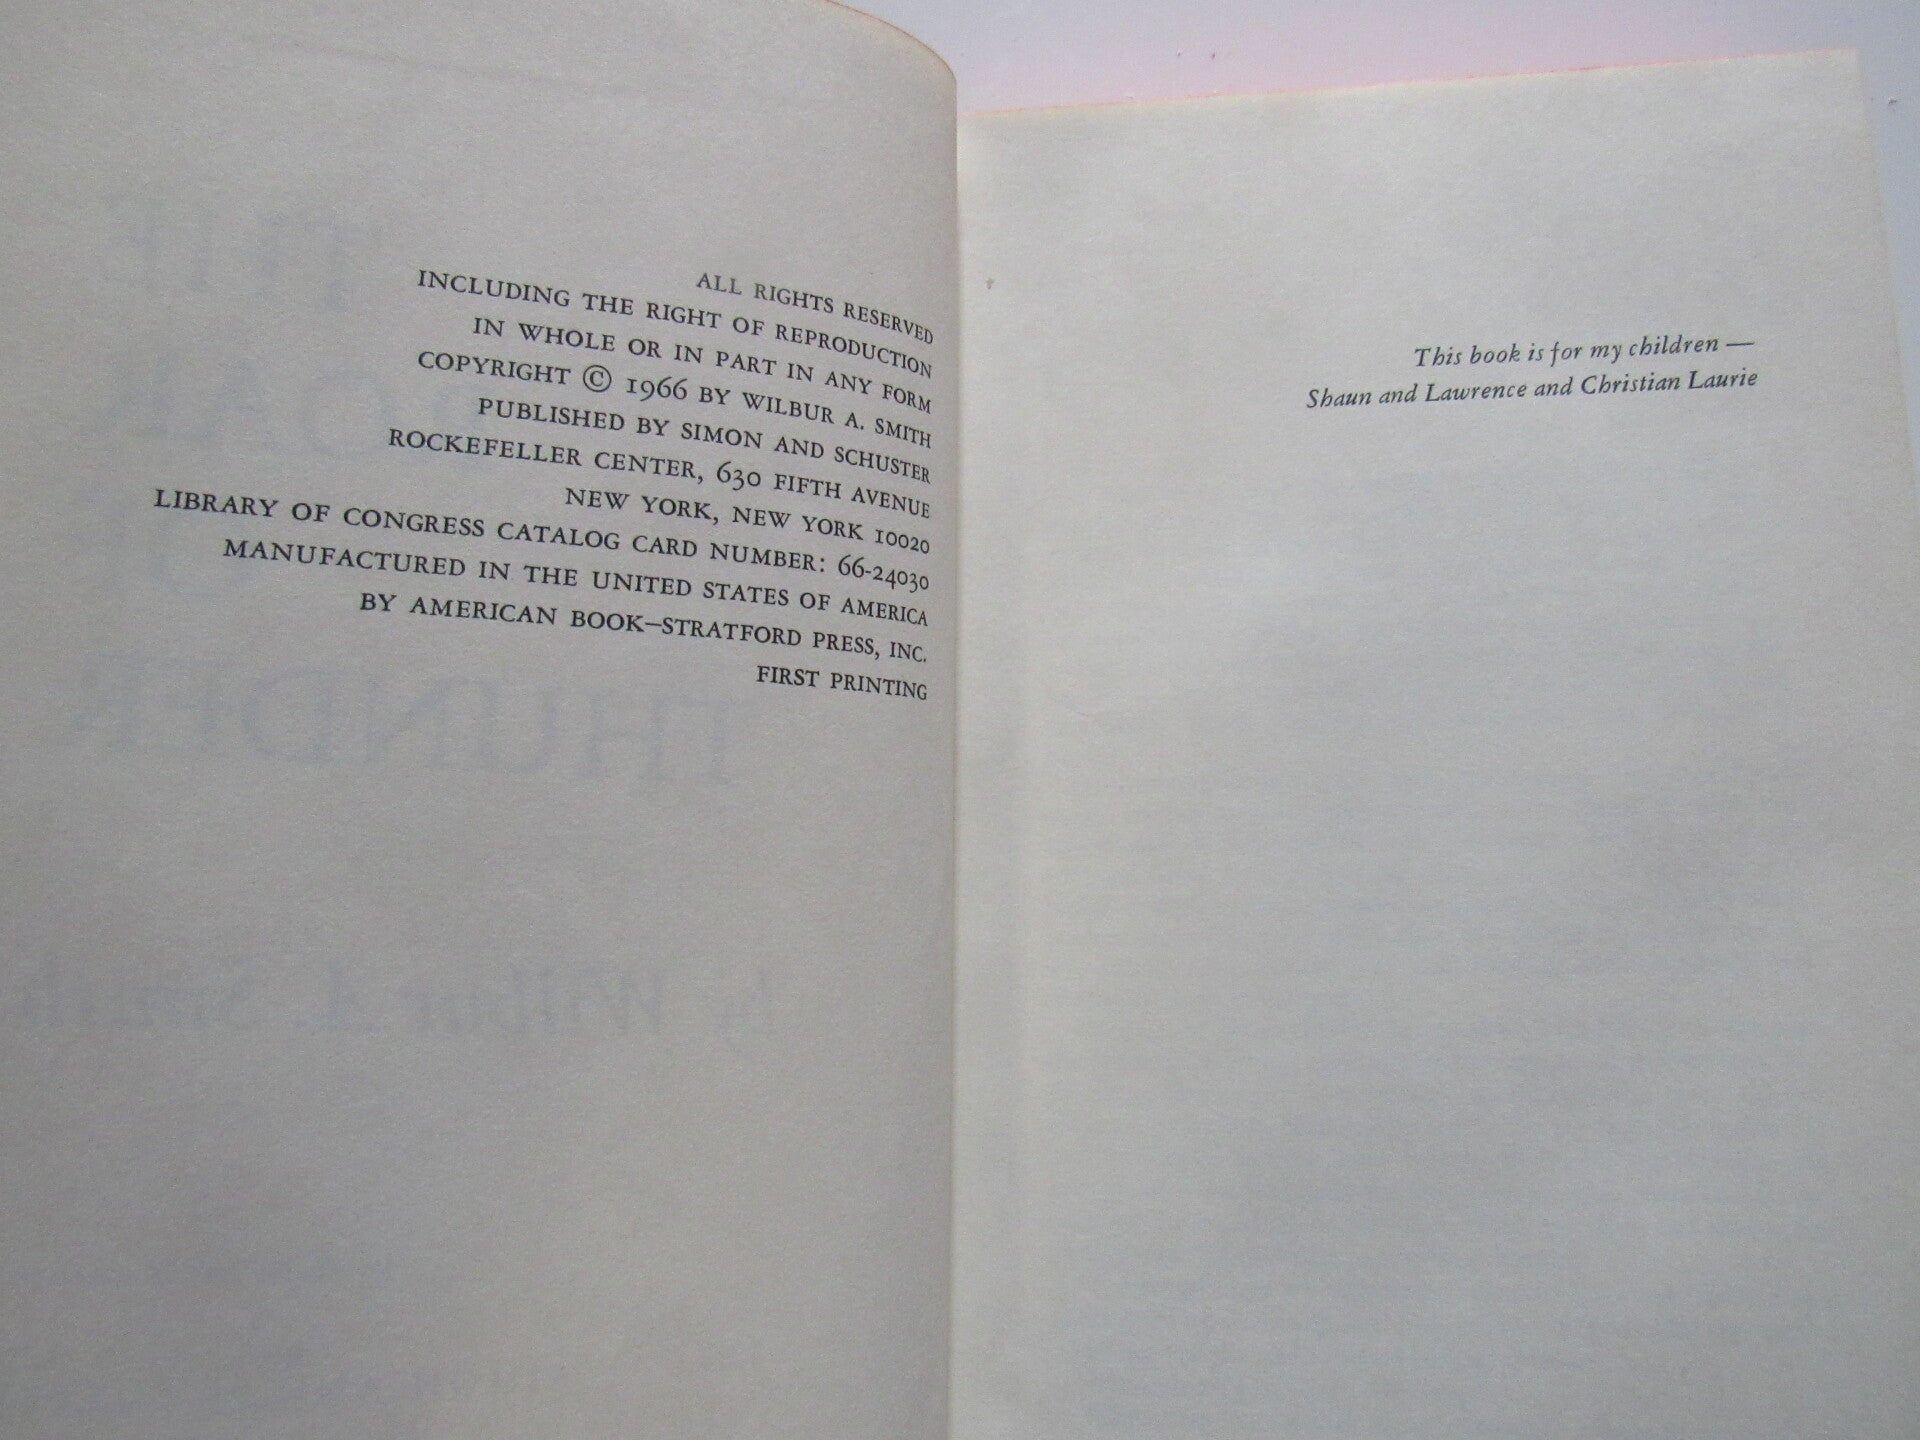 ALL RIGHTS RESERVED
INCLUDING THE RIGHT OF REPRODUCTION
IN WHOLE OR IN PART IN ANY FORM
COPYRIGHT © 1966 BY WILBUR A. SMITH
PUBLISHED BY SIMON AND SCHUSTER
ROCKEFELLER CENTER, 630 FIFTH AVENUE
NEW YORK, NEW YORK 10020
LIBRARY OF CONGRESS CATALOG CARD NUMBER: 66-24030
MANUFACTURED IN THE UNITED STATES OF AMERICA
BY AMERICAN BOOK–STRATFORD PRESS, INC.
FIRST PRINTING
This book is for my children —
Shaun and Lawrence and Christian Laurie